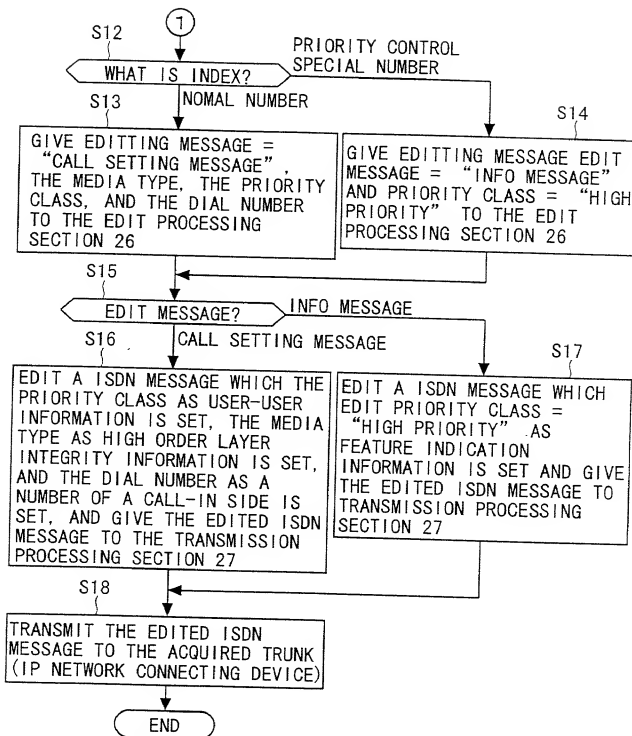 1
S12
PRIORITY CONTROL
SPECIAL NUMBER
WHAT IS INDEX?
S13
NOMAL NUMBER
S14
GIVE EDITTING MESSAGE =
“CALL SETTING MESSAGE”,
THE MEDIA TYPE, THE PRIORITY
CLASS, AND THE DIAL NUMBER
TO THE EDIT PROCESSING
SECTION 26
GIVE EDITTING MESSAGE EDIT
MESSAGE = “INFO MESSAGE”
AND PRIORITY CLASS = “HIGH
PRIORITY” TO THE EDIT
PROCESSING SECTION 26
S15
EDIT MESSAGE?
INFO MESSAGE
CALL SETTING MESSAGE
S16
S17
EDIT A ISDN MESSAGE WHICH THE
PRIORITY CLASS AS USER-USER
INFORMATION IS SET, THE MEDIA
TYPE AS HIGH ORDER LAYER
INTEGRITY INFORMATION IS SET,
AND THE DIAL NUMBER AS A
NUMBER OF A CALL-IN SIDE IS
SET, AND GIVE THE EDITED ISDN
MESSAGE TO THE TRANSMISSION
PROCESSING SECTION 27
EDIT A ISDN MESSAGE WHICH
EDIT PRIORITY CLASS =
“HIGH PRIORITY” AS
FEATURE INDICATION
INFORMATION IS SET AND GIVE
THE EDITED ISDN MESSAGE TO
TRANSMISSION PROCESSING
SECTION 27
S18
TRANSMIT THE EDITED ISDN
MESSAGE TO THE ACQUIRED TRUNK
(IP NETWORK CONNECTING DEVICE)
END